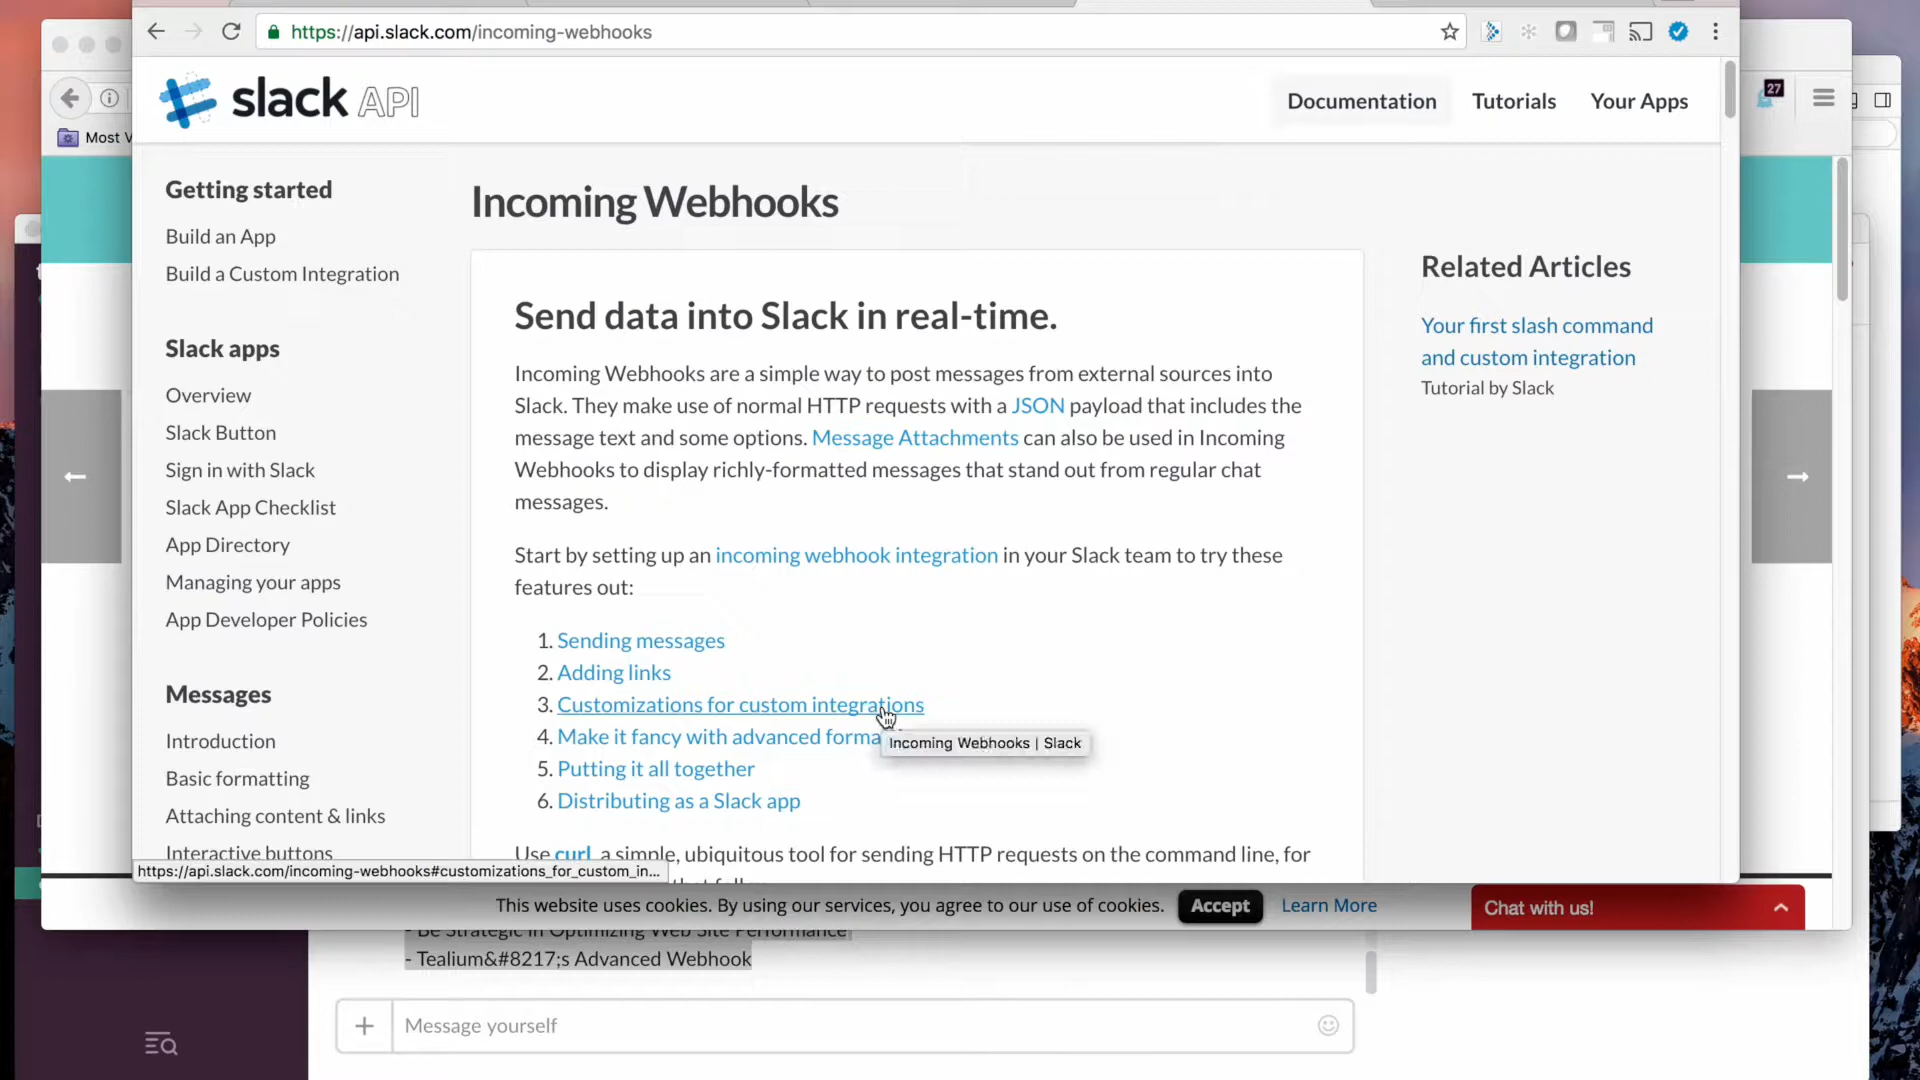 https://api.slack.com/incoming-webhooks
slack API
Documentation
Tutorials
Your Apps
27
Most V
Getting started
Build an App
Build a Custom Integration
Slack apps
Overview
Slack Button
Sign in with Slack
Slack App Checklist
App Directory
Managing your apps
App Developer Policies
Messages
Introduction
Basic formatting
Attaching content & links
Interactive buttons
https://api.slack.com/incoming-webhooks#customizations_for_custom_in...
Incoming Webhooks
Send data into Slack in real-time.
Incoming Webhooks are a simple way to post messages from external sources into
Slack. They make use of normal HTTP requests with a JSON payload that includes the
message text and some options. Message Attachments can also be used in Incoming
Webhooks to display richly-formatted messages that stand out from regular chat
messages.
Start by setting up an incoming webhook integration in your Slack team to try these
features out:
1. Sending messages
2. Adding links
3. Customizations for custom integrations
4. Make it fancy with advanced forma
Incoming Webhooks | Slack
5. Putting it all together
6. Distributing as a Slack app
Use curl, a simple, ubiquitous tool for sending HTTP requests on the command line, for
Related Articles
Your first slash command
and custom integration
Tutorial by Slack
This website uses cookies. By using our services, you agree to our use of cookies.
Accept
Learn More
Chat with us!
- Be Strategic in Optimizing Web Site Performance
- Tealium&#8217;s Advanced Webhook
Message yourself